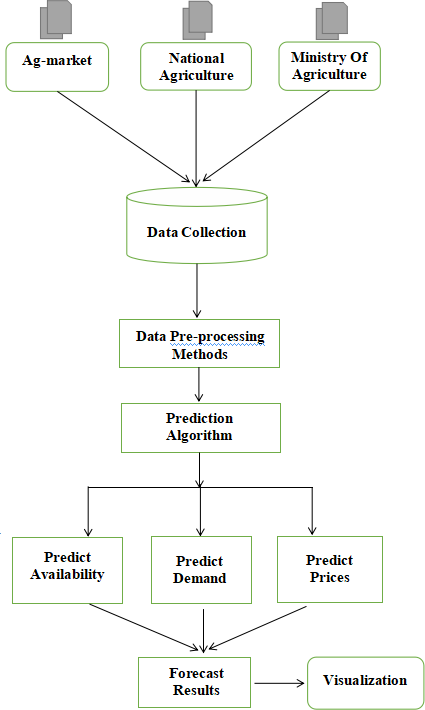 Ag-market
National
Agriculture
Ministry Of
Agriculture
Data Collection
Data Pre-processing
Methods
Prediction
Algorithm
Predict
Availability
Predict
Demand
Predict
Prices
Forecast
Results
Visualization